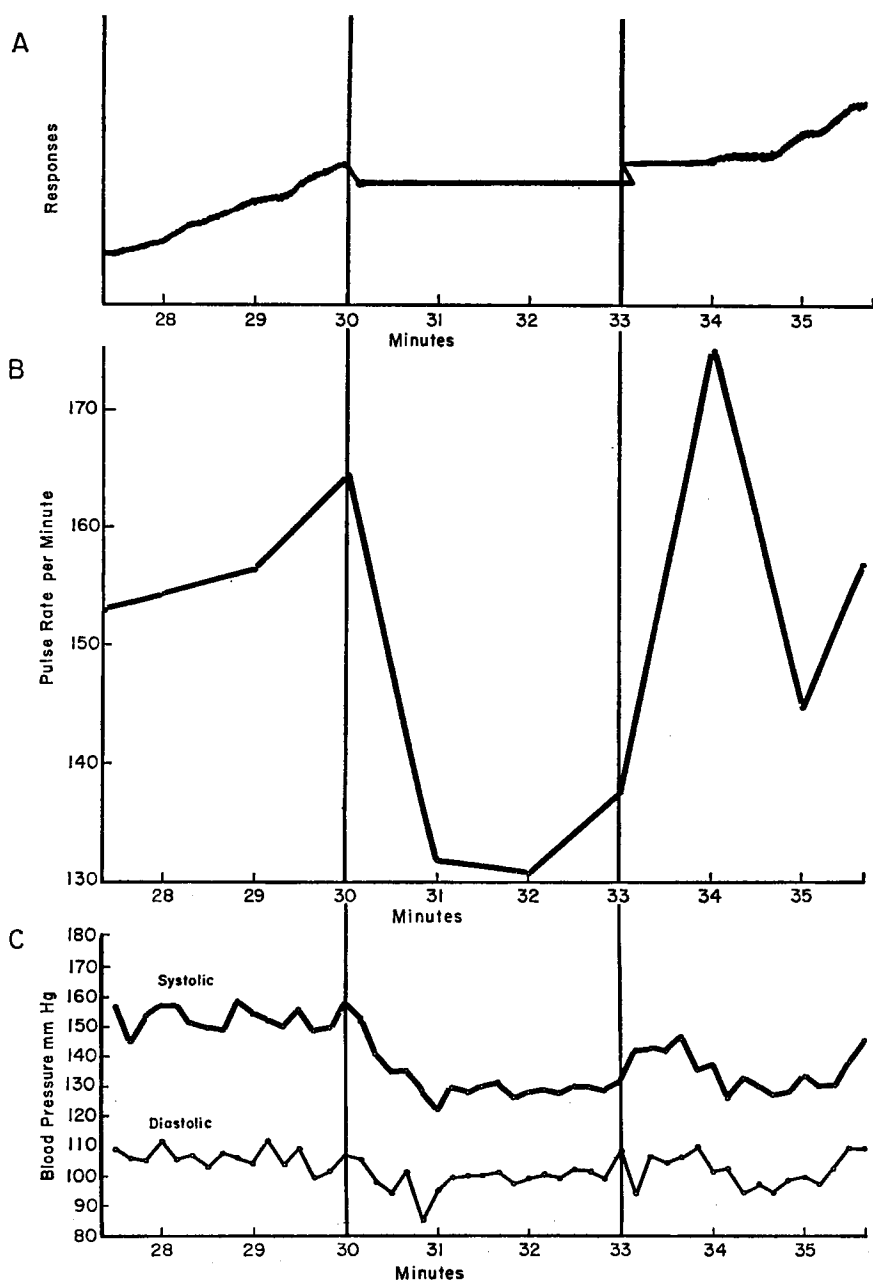 A
Responses
28 29 30 31 32 33 34 35
Minutes
B
Pulse Rate per Minute
170
160
150
140
130
28 29 30 31 32 33 34 35
Minutes
C
Blood Pressure mm Hg
180
170
160
150
140
130
120
110
100
90
80
Systolic
Diastolic
28 29 30 31 32 33 34 35
Minutes